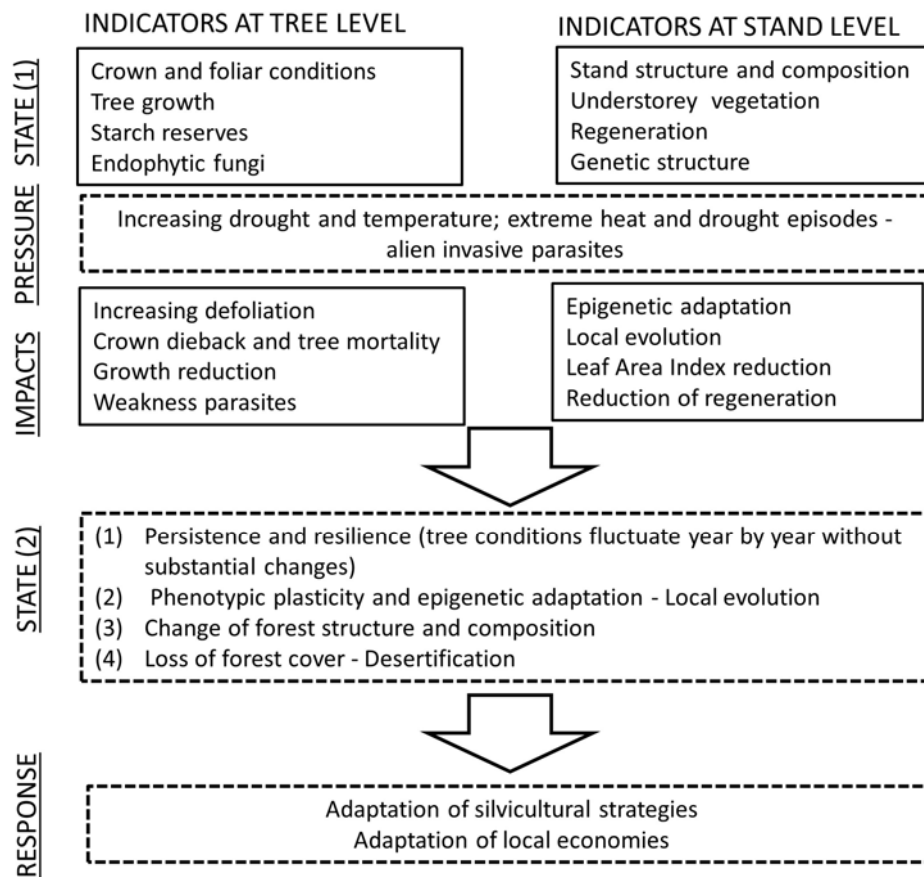 INDICATORS AT TREE LEVEL
INDICATORS AT STAND LEVEL
STATE (1)
Crown and foliar conditions
Tree growth
Starch reserves
Endophytic fungi
Stand structure and composition
Understorey vegetation
Regeneration
Genetic structure
PRESSURE
Increasing drought and temperature; extreme heat and drought episodes -
alien invasive parasites
IMPACTS
Increasing defoliation
Crown dieback and tree mortality
Growth reduction
Weakness parasites
Epigenetic adaptation
Local evolution
Leaf Area Index reduction
Reduction of regeneration
STATE (2)
(1) Persistence and resilience (tree conditions fluctuate year by year without
substantial changes)
(2) Phenotypic plasticity and epigenetic adaptation - Local evolution
(3) Change of forest structure and composition
(4) Loss of forest cover - Desertification
RESPONSE
Adaptation of silvicultural strategies
Adaptation of local economies